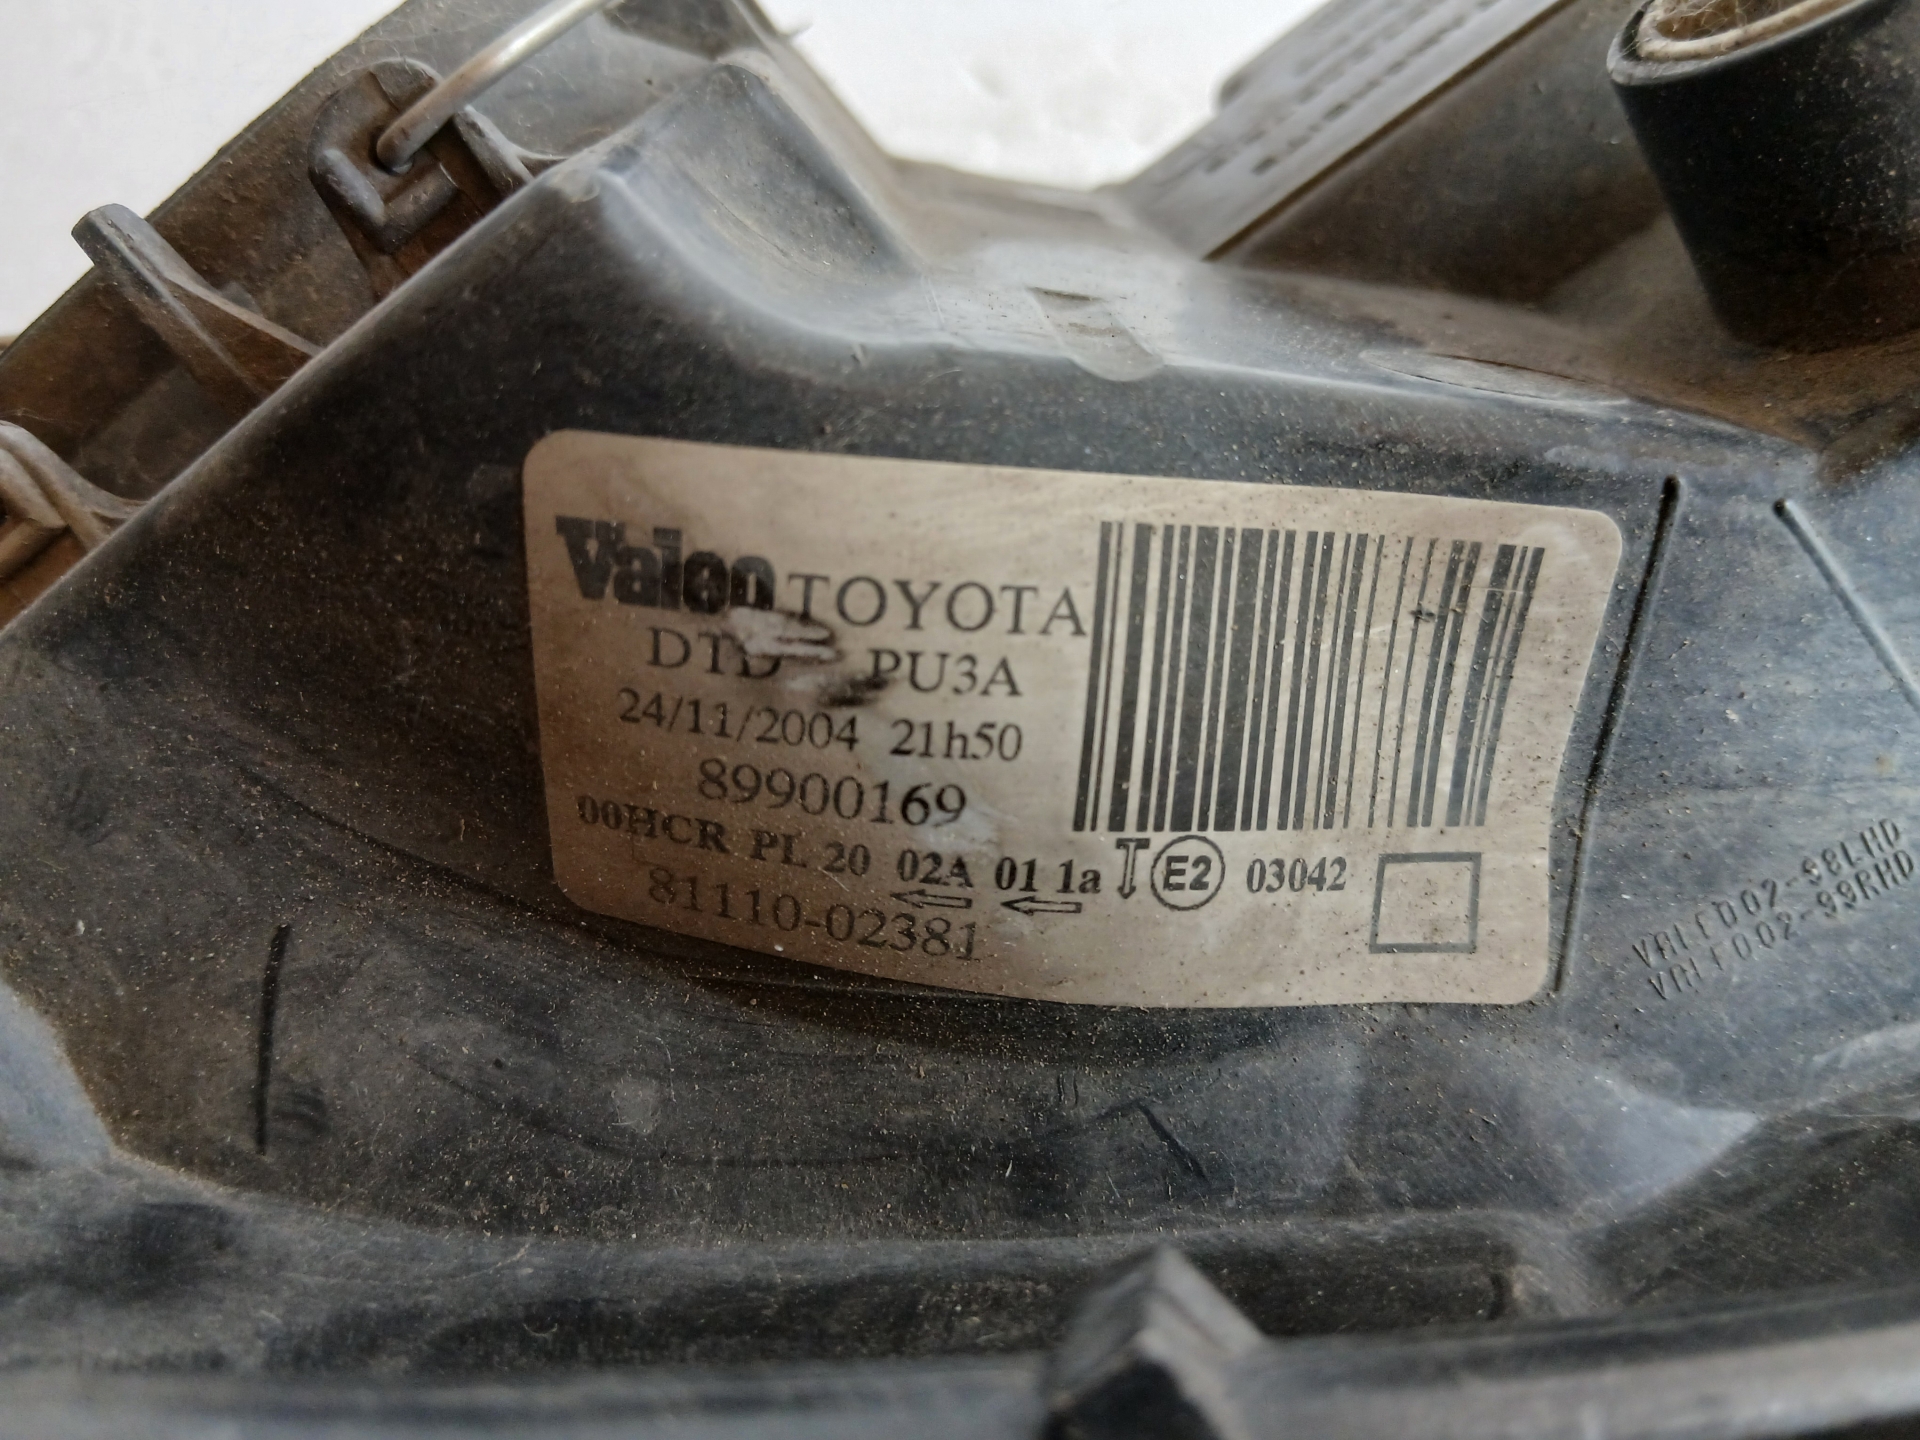 Valeo TOYOTA
DTD PU3A
24/11/2004 21h50
89900169
00HCR PL 20 02A 01 1a E2 03042
81110-02381